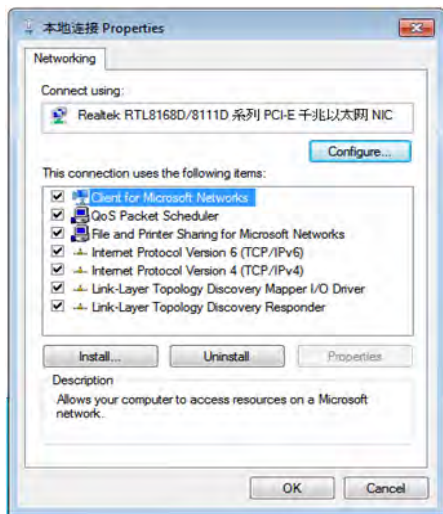 本地连接 Properties
Networking
Connect using:
Realtek RTL8168D/8111D 系列 PCI-E 千兆以太网 NIC
Configure...
This connection uses the following items:
Client for Microsoft Networks
QoS Packet Scheduler
File and Printer Sharing for Microsoft Networks
Internet Protocol Version 6 (TCP/IPv6)
Internet Protocol Version 4 (TCP/IPv4)
Link-Layer Topology Discovery Mapper I/O Driver
Link-Layer Topology Discovery Responder
Install... Uninstall Properties
Description
Allows your computer to access resources on a Microsoft
network.
OK Cancel